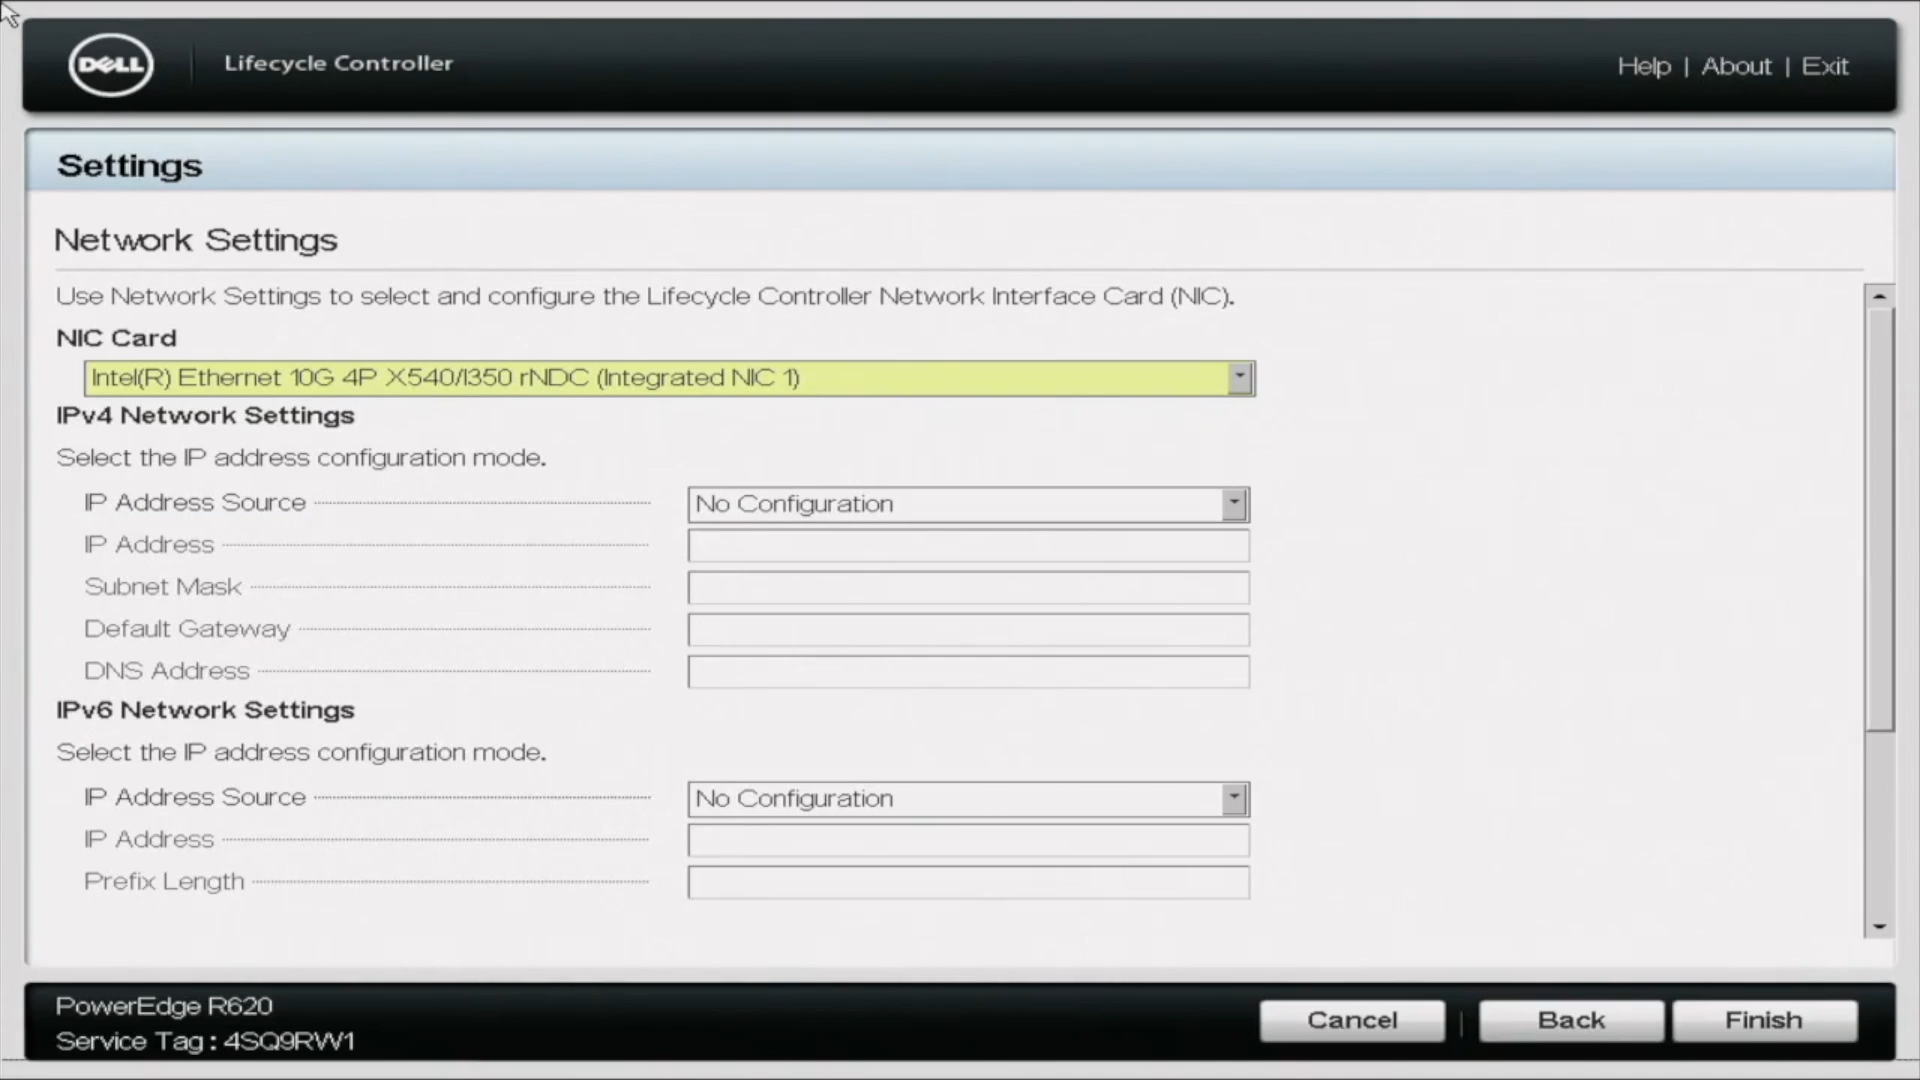 DELL
Lifecycle Controller
Help | About | Exit
Settings
Network Settings
Use Network Settings to select and configure the Lifecycle Controller Network Interface Card (NIC).
NIC Card
Intel(R) Ethernet 10G 4P X540/I350 rNDC (Integrated NIC 1)
IPv4 Network Settings
Select the IP address configuration mode.
IP Address Source No Configuration
IP Address
Subnet Mask
Default Gateway
DNS Address
IPv6 Network Settings
Select the IP address configuration mode.
IP Address Source No Configuration
IP Address
Prefix Length
PowerEdge R620
Service Tag : 4SQ9RW1
Cancel | Back Finish